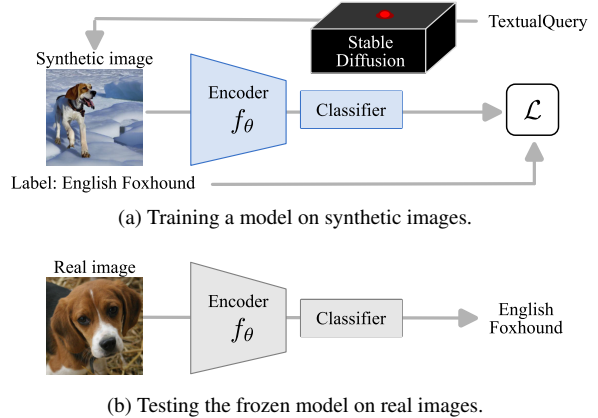 TextualQuery
Stable
Diffusion
Synthetic image
Encoder
fθ
Classifier
ℒ
Label: English Foxhound
(a) Training a model on synthetic images.
Real image
Encoder
fθ
Classifier
English
Foxhound
(b) Testing the frozen model on real images.